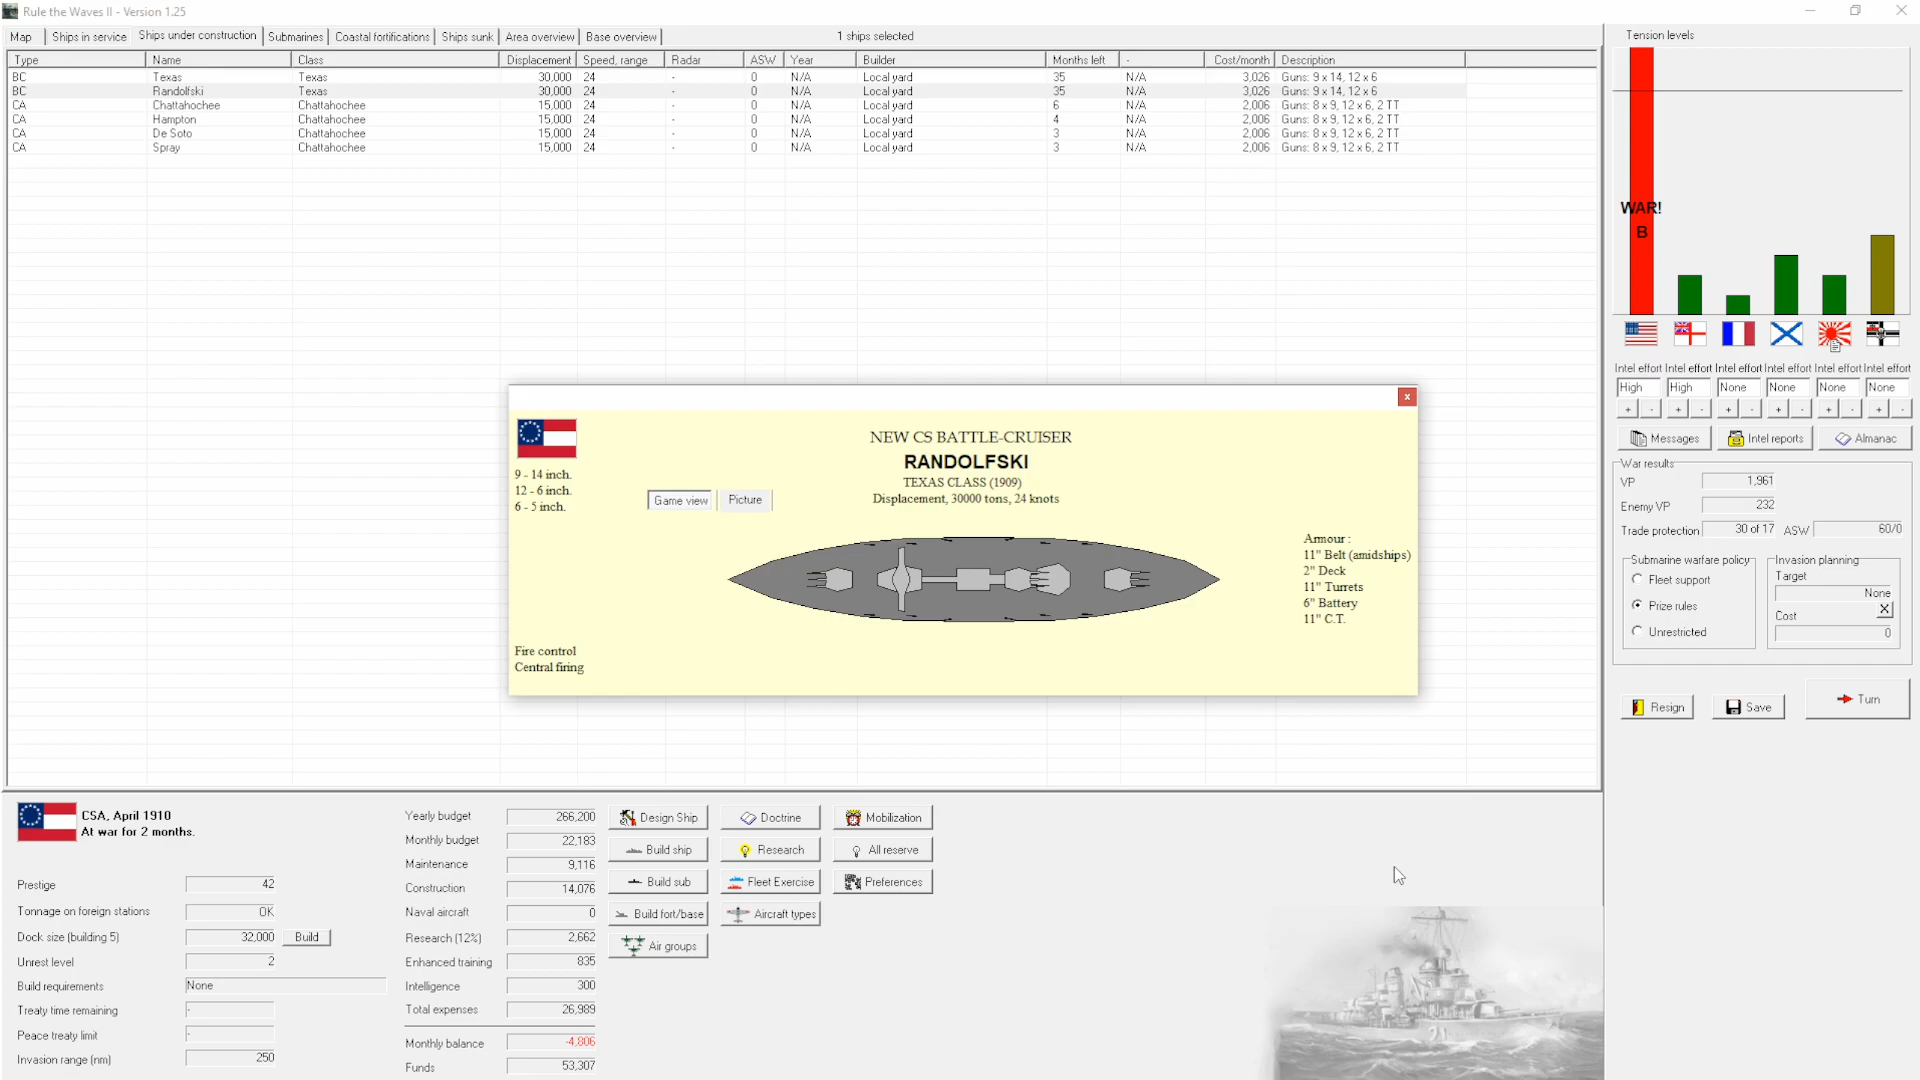 Rule the Waves II - Version 1.25
Map Ships in service Ships under construction Submarines Coastal fortifications Ships sunk Area overview Base overview 1 ships selected
Type Name Class Displacement Speed, range Radar ASW Year Builder Months left - Cost/month Description
BC Texas Texas 30,000 24 - 0 N/A Local yard 35 N/A 3,026 Guns: 9 x 14, 12 x 6
BC Randolfski Texas 30,000 24 - 0 N/A Local yard 35 N/A 3,026 Guns: 9 x 14, 12 x 6
CA Chattahochee Chattahochee 15,000 24 - 0 N/A Local yard 6 N/A 2,006 Guns: 8 x 9, 12 x 6, 2 TT
CA Hampton Chattahochee 15,000 24 - 0 N/A Local yard 4 N/A 2,006 Guns: 8 x 9, 12 x 6, 2 TT
CA De Soto Chattahochee 15,000 24 - 0 N/A Local yard 3 N/A 2,006 Guns: 8 x 9, 12 x 6, 2 TT
CA Spray Chattahochee 15,000 24 - 0 N/A Local yard 3 N/A 2,006 Guns: 8 x 9, 12 x 6, 2 TT
NEW CS BATTLE-CRUISER
RANDOLFSKI
TEXAS CLASS (1909)
Displacement, 30000 tons, 24 knots
9 - 14 inch.
12 - 6 inch.
6 - 5 inch.
Game view Picture
Armour :
11" Belt (amidships)
2" Deck
11" Turrets
6" Battery
11" C.T.
Fire control
Central firing
Tension levels
WAR!
B
Intel effort Intel effort Intel effort Intel effort Intel effort Intel effort
High High None None None None
+ - + - + - + - + - + -
Messages Intel reports Almanac
War results
VP 1,961
Enemy VP 232
Trade protection 30 of 17 ASW 60/0
Submarine warfare policy
Fleet support
Prize rules
Unrestricted
Invasion planning
Target
None
Cost X
0
Resign Save Turn
CSA, April 1910
At war for 2 months.
Prestige 42
Tonnage on foreign stations OK
Dock size (building 5) 32,000 Build
Unrest level 2
Build requirements None
Treaty time remaining -
Peace treaty limit -
Invasion range (nm) 250
Yearly budget 266,200
Monthly budget 22,183
Maintenance 9,116
Construction 14,076
Naval aircraft 0
Research (12%) 2,662
Enhanced training 835
Intelligence 300
Total expenses 26,989
Monthly balance -4,806
Funds 53,307
Design Ship Doctrine Mobilization
Build ship Research All reserve
Build sub Fleet Exercise Preferences
Build fort/base Aircraft types
Air groups